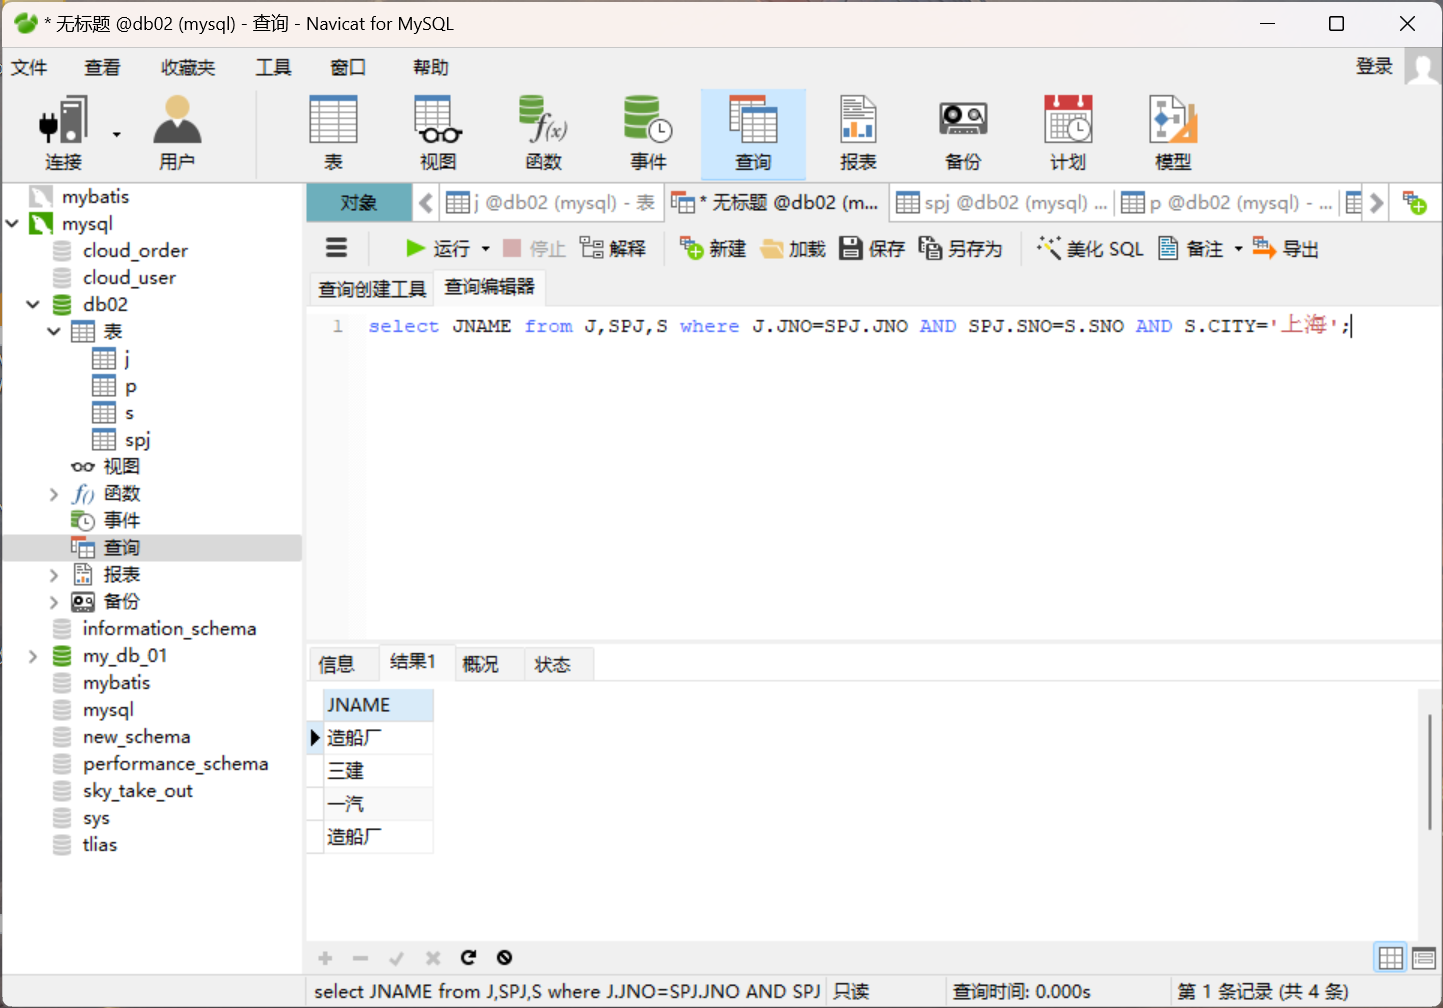 * 无标题 @db02 (mysql) - 查询 - Navicat for MySQL
文件 查看 收藏夹 工具 窗口 帮助 登录
连接 用户 表 视图 函数 事件 查询 报表 备份 计划 模型
mybatis
mysql
cloud_order
cloud_user
db02
表
j
p
s
spj
视图
函数
事件
查询
报表
备份
information_schema
my_db_01
mybatis
mysql
new_schema
performance_schema
sky_take_out
sys
tlias
对象 j @db02 (mysql) - 表 * 无标题 @db02 (m... spj @db02 (mysql) ... p @db02 (mysql) - ...
运行 停止 解释 新建 加载 保存 另存为 美化 SQL 备注 导出
查询创建工具 查询编辑器
1 select JNAME from J,SPJ,S where J.JNO=SPJ.JNO AND SPJ.SNO=S.SNO AND S.CITY='上海';
信息 结果1 概况 状态
JNAME
造船厂
三建
一汽
造船厂
select JNAME from J,SPJ,S where J.JNO=SPJ.JNO AND SPJ 只读 查询时间: 0.000s 第 1 条记录 (共 4 条)